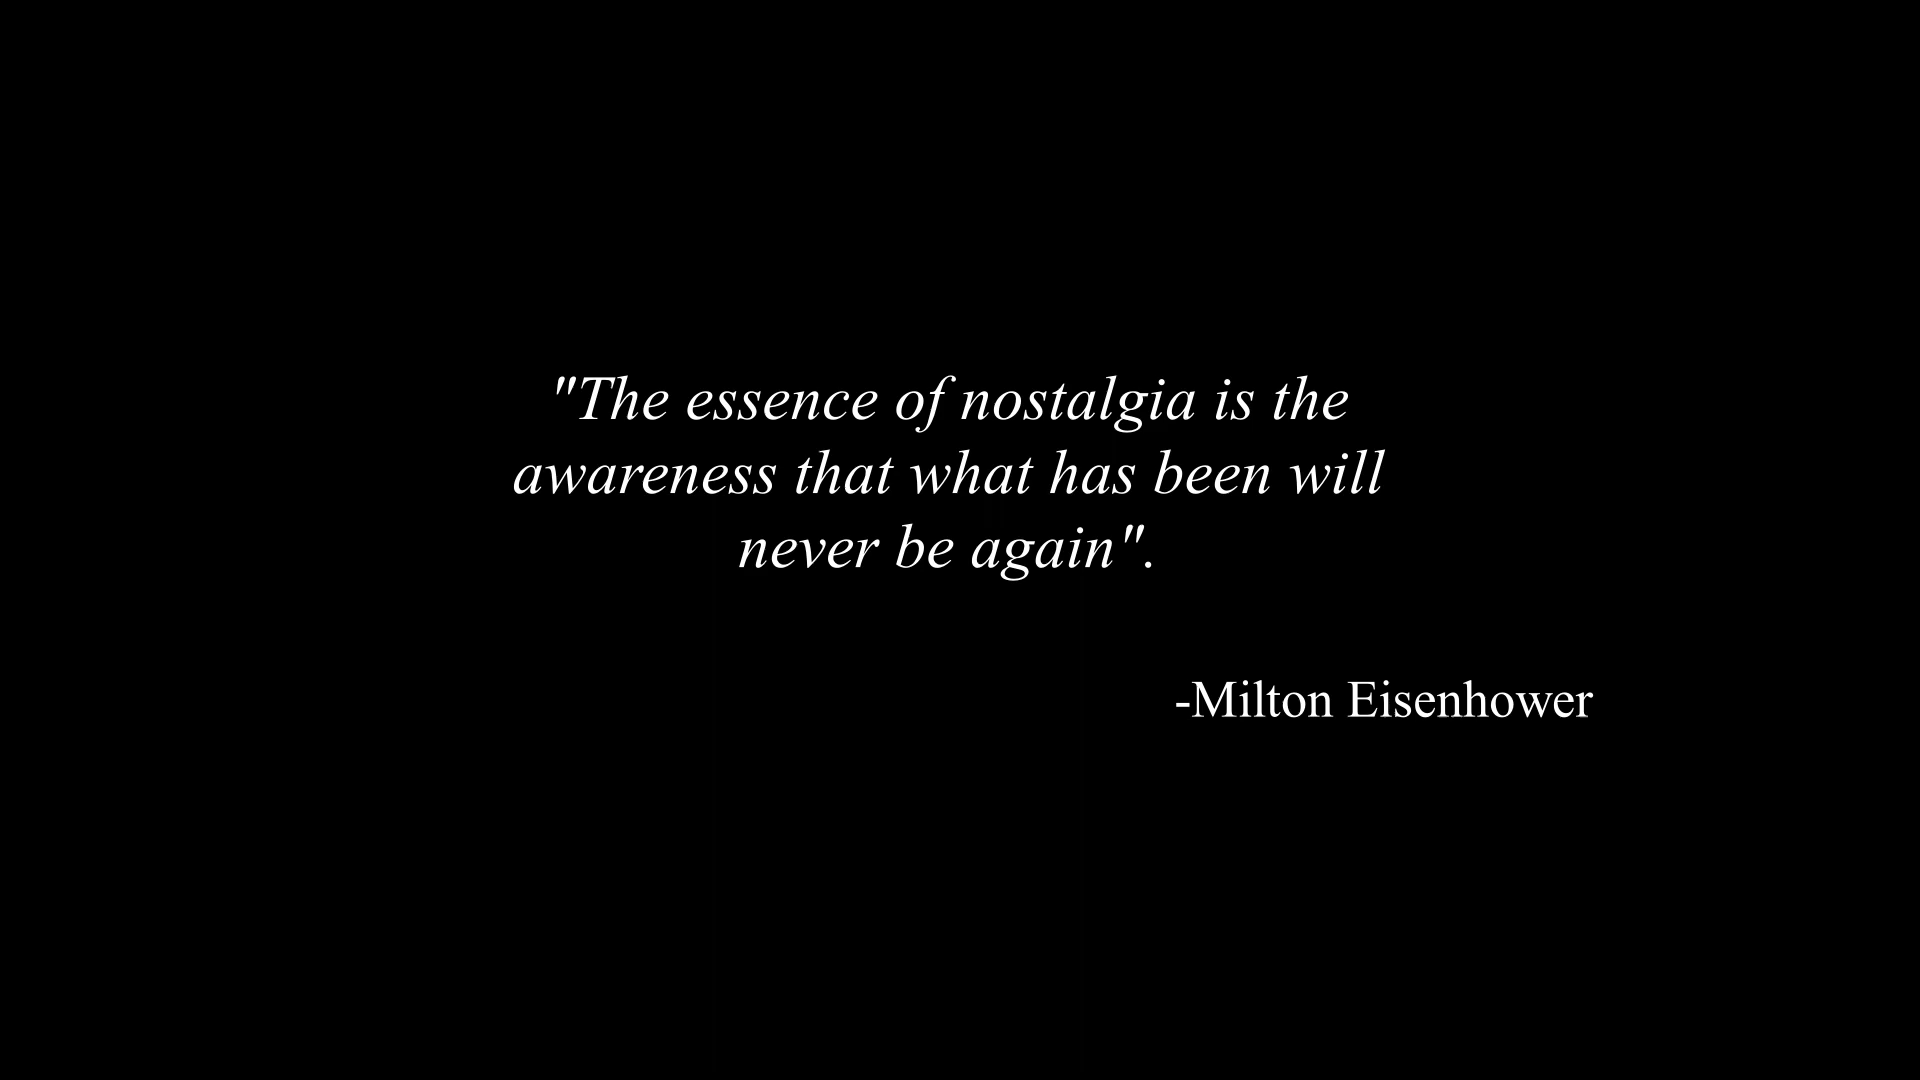 "The essence of nostalgia is the
awareness that what has been will
never be again".
-Milton Eisenhower